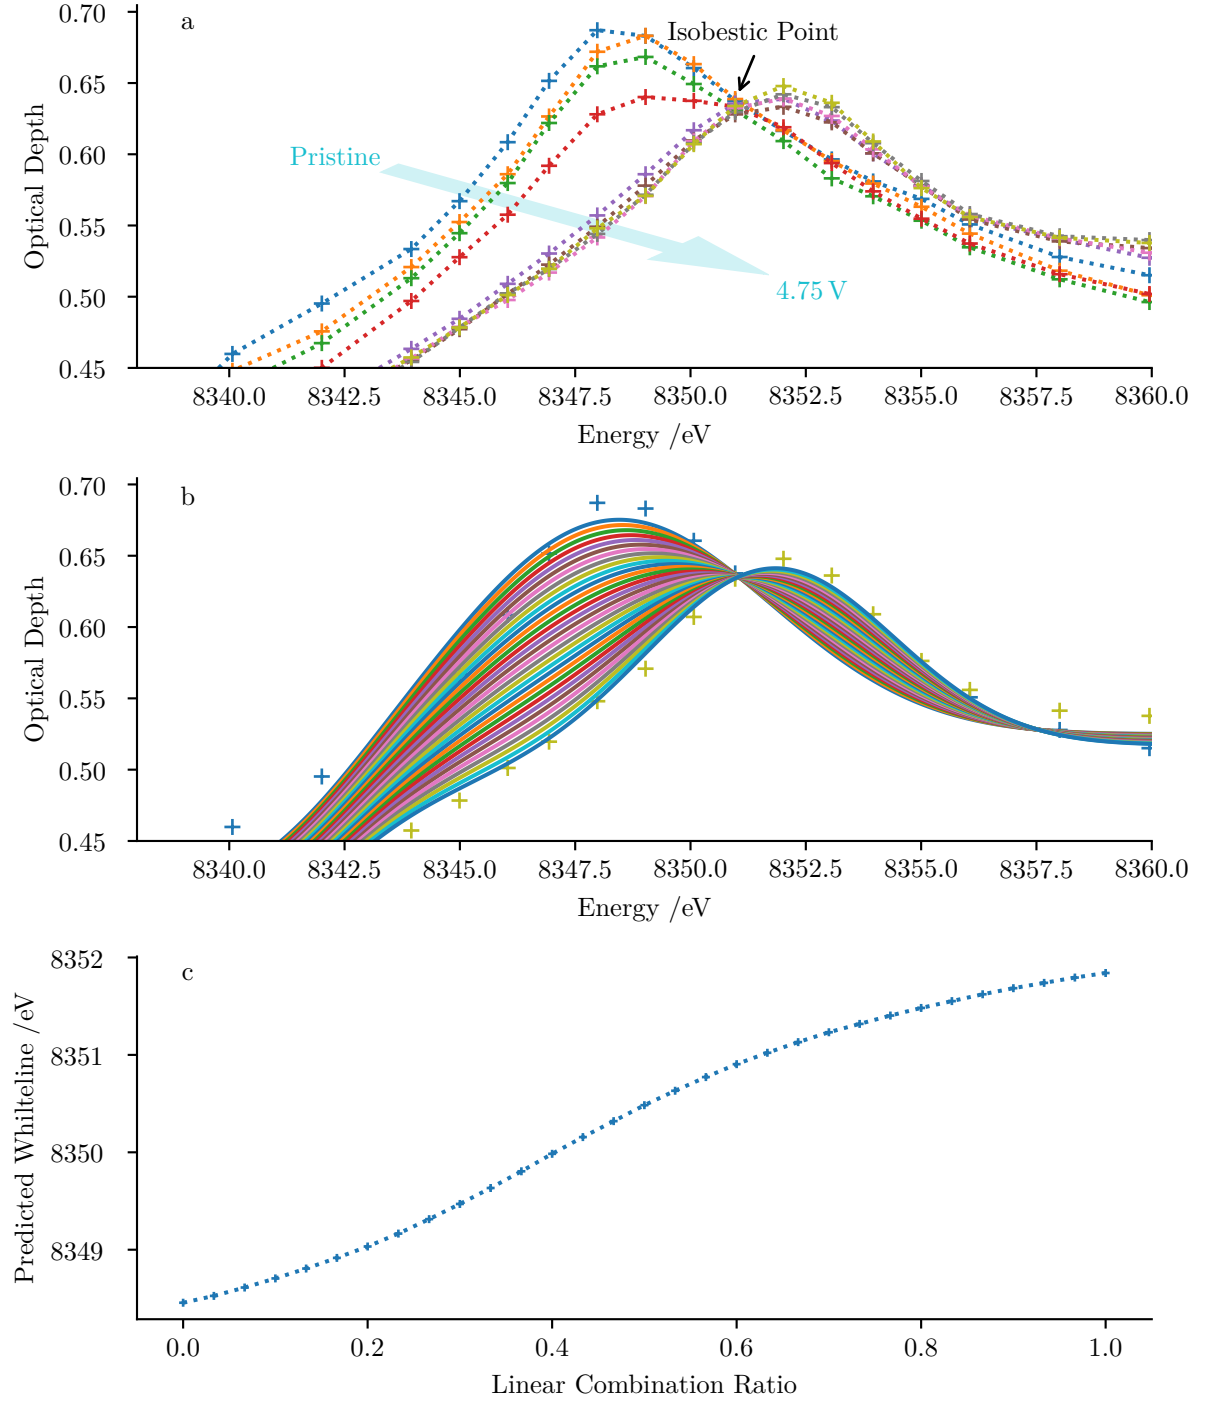 a
Isobestic Point
Pristine
4.75 V
Optical Depth
0.70
0.65
0.60
0.55
0.50
0.45
8340.0 8342.5 8345.0 8347.5 8350.0 8352.5 8355.0 8357.5 8360.0
Energy /eV
b
Optical Depth
0.70
0.65
0.60
0.55
0.50
0.45
8340.0 8342.5 8345.0 8347.5 8350.0 8352.5 8355.0 8357.5 8360.0
Energy /eV
c
Predicted Whilteline /eV
8352
8351
8350
8349
0.0 0.2 0.4 0.6 0.8 1.0
Linear Combination Ratio